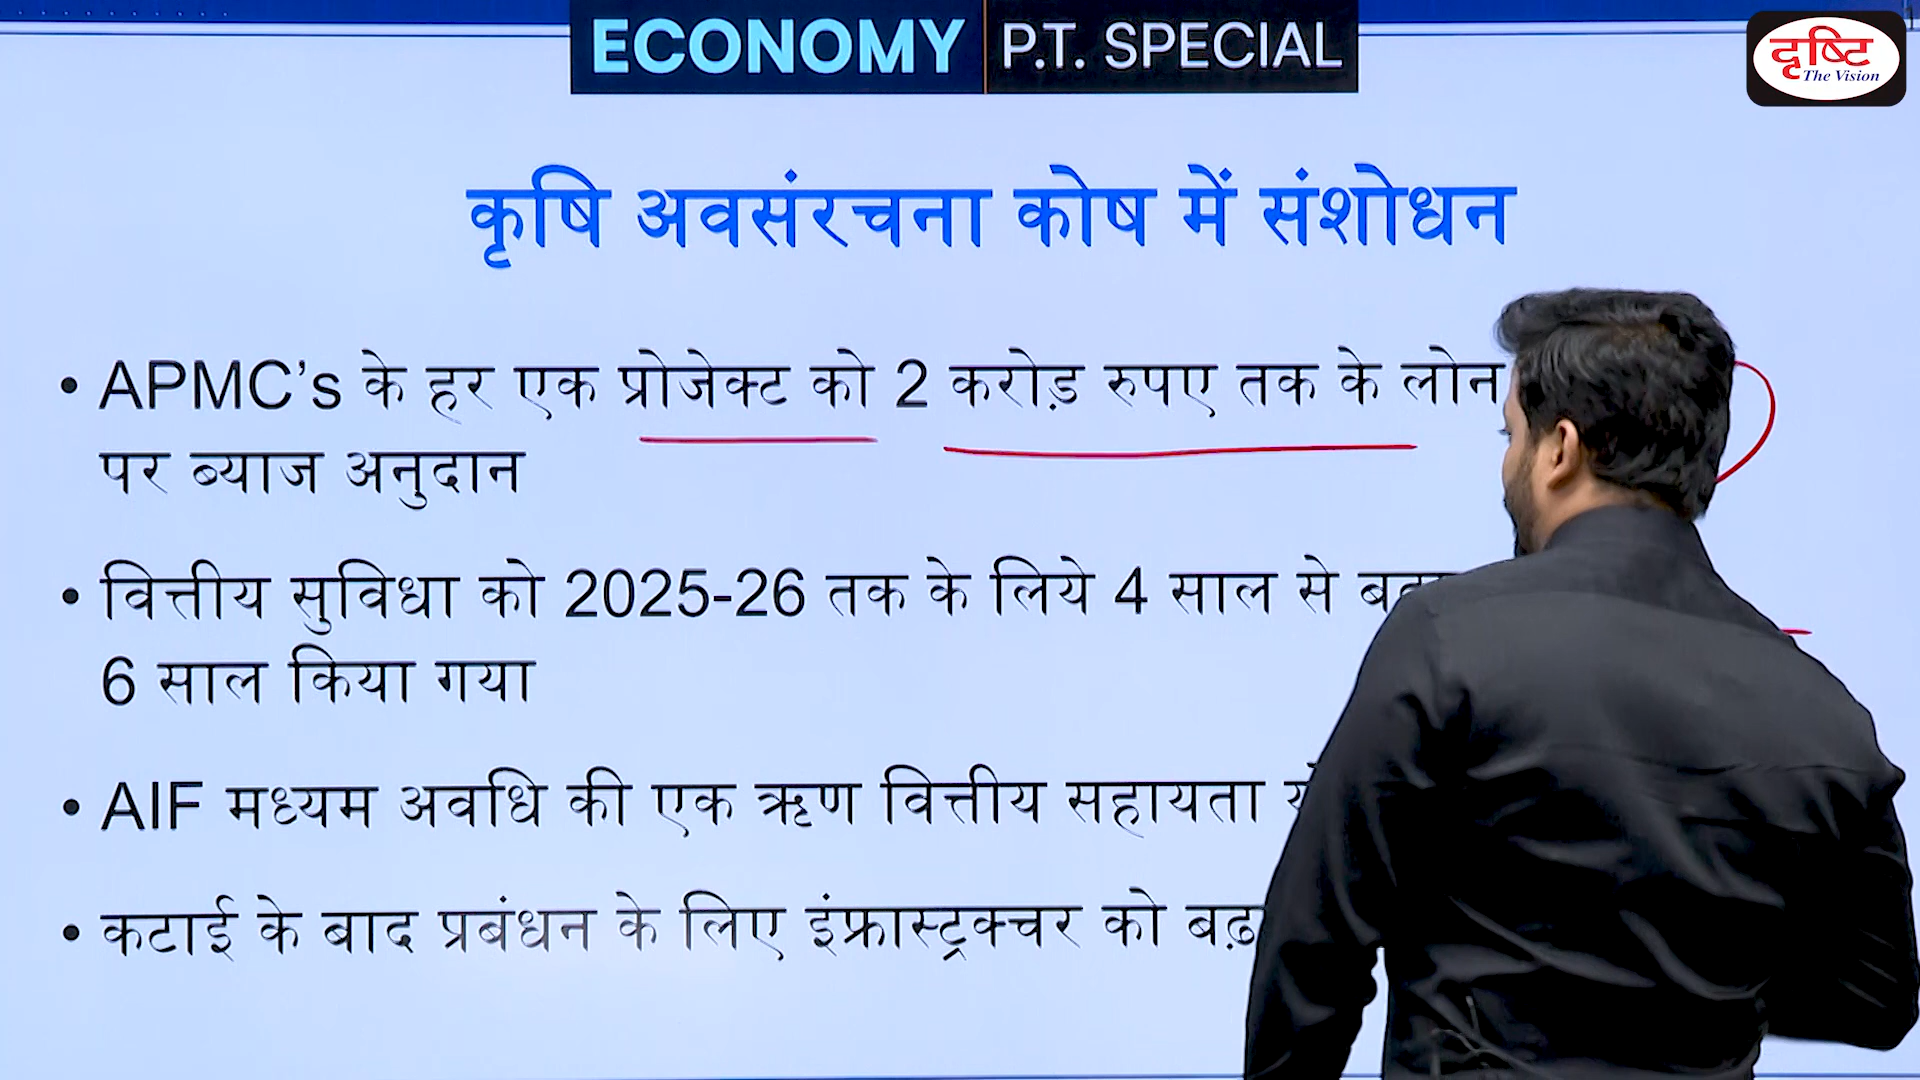 ECONOMY P.T. SPECIAL
दृष्टि
The Vision
कृषि अवसंरचना कोष में संशोधन
• APMC’s के हर एक प्रोजेक्ट को 2 करोड़ रुपए तक के लोन
पर ब्याज अनुदान
• वित्तीय सुविधा को 2025-26 तक के लिये 4 साल से
6 साल किया गया
• AIF मध्यम अवधि की एक ऋण वित्तीय सहायता
• कटाई के बाद प्रबंधन के लिए इंफ्रास्ट्रक्चर को